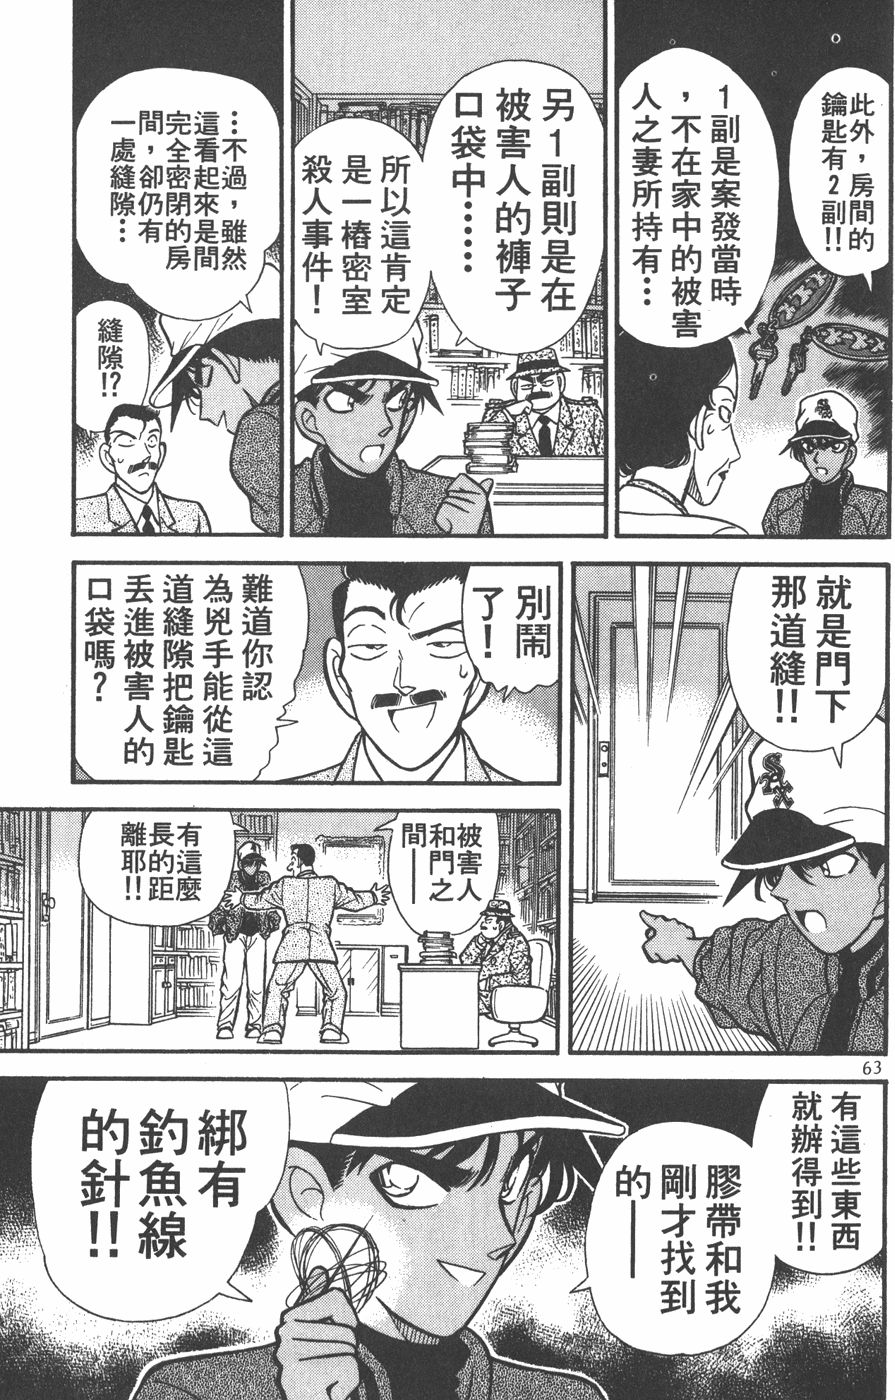 此外，房間的
鑰匙有2副!!
1副是案發當時
，不在家中的被害
人之妻所持有…
另1副則是在
被害人的褲子
口袋中……
所以這肯定
是一樁密室
殺人事件！
…不過，雖然
這看起來是間
完全密閉的房
間，卻仍有
一處縫隙…
縫隙!?
就是門下
那道縫!!
別鬧
了！
難道你認
為兇手能從這
道縫隙把鑰匙
丟進被害人的
口袋嗎？
被害人
和門之
間——
有這麼
長的距
離耶!!
SOX
63
有這些東西
就辦得到!!
膠帶和我
剛才找到
的——
綁有
釣魚線
的針!!